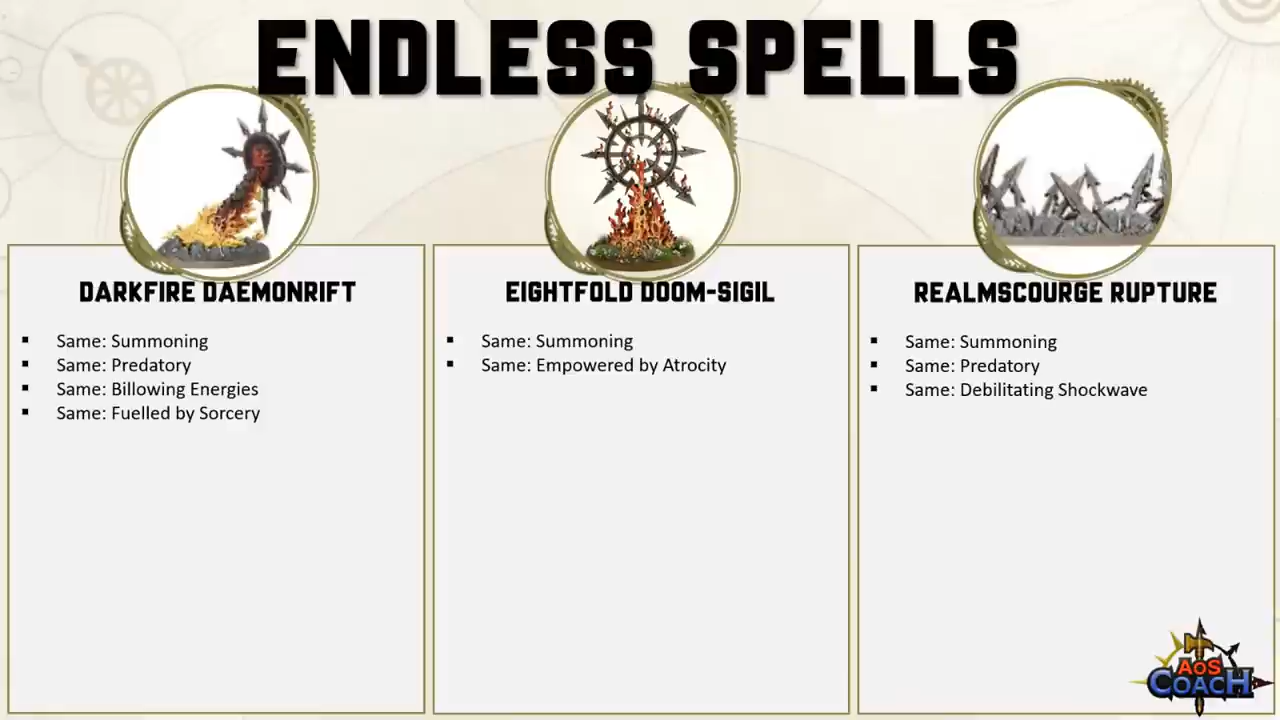 ENDLESS SPELLS
DARKFIRE DAEMONRIFT
▪ Same: Summoning
▪ Same: Predatory
▪ Same: Billowing Energies
▪ Same: Fuelled by Sorcery
EIGHTFOLD DOOM-SIGIL
▪ Same: Summoning
▪ Same: Empowered by Atrocity
REALMSCOURGE RUPTURE
▪ Same: Summoning
▪ Same: Predatory
▪ Same: Debilitating Shockwave
AoS
COACH